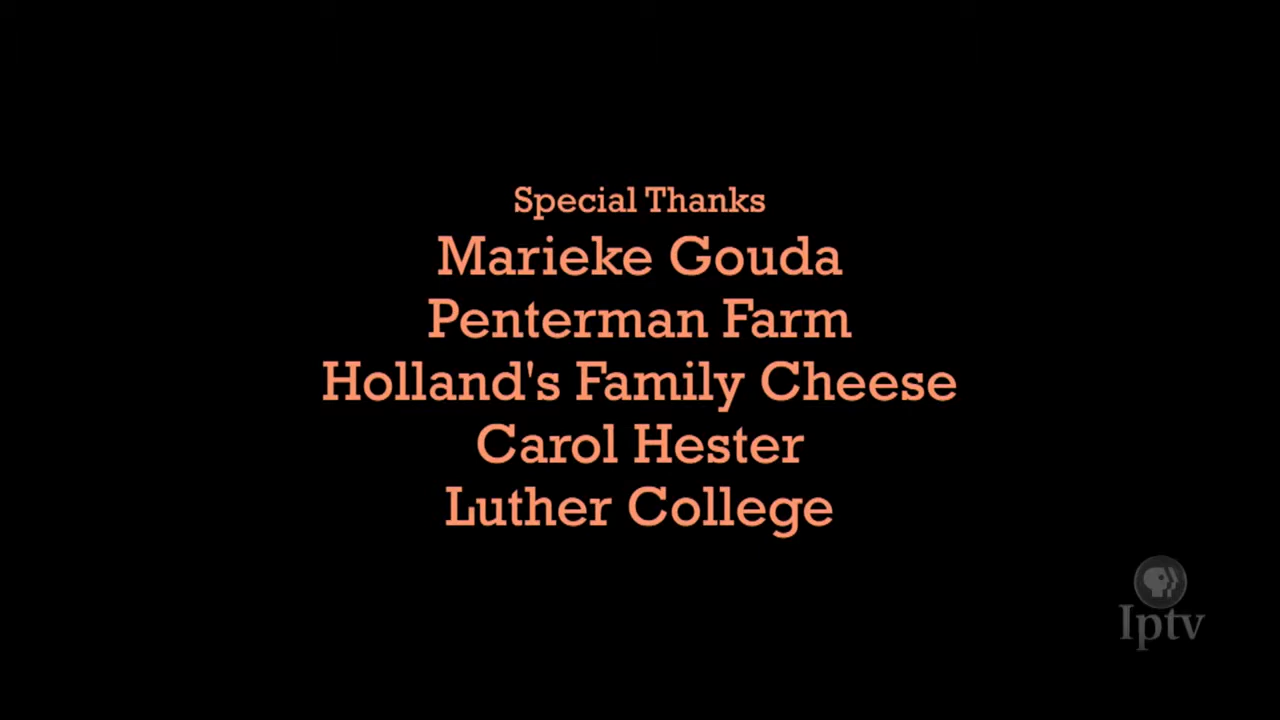 Special Thanks
Marieke Gouda
Penterman Farm
Holland's Family Cheese
Carol Hester
Luther College
Iptv